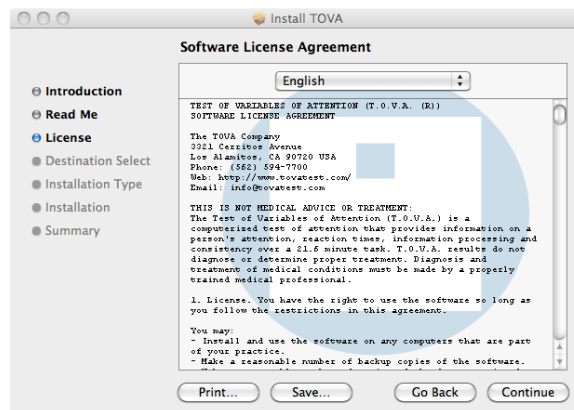 Install TOVA
Software License Agreement
Introduction
Read Me
License
Destination Select
Installation Type
Installation
Summary
English
TEST OF VARIABLES OF ATTENTION (T.O.V.A. (R))
SOFTWARE LICENSE AGREEMENT
The TOVA Company
3321 Cerritos Avenue
Los Alamitos, CA 90720 USA
Phone: (562) 594-7700
Web: http://www.tovatest.com/
Email: info@tovatest.com
THIS IS NOT MEDICAL ADVICE OR TREATMENT:
The Test of Variables of Attention (T.O.V.A.) is a
computerized test of attention that provides information on a
person's attention, reaction times, information processing and
consistency over a 21.6 minute task. T.O.V.A. results do not
diagnose or determine proper treatment. Diagnosis and
treatment of medical conditions must be made by a properly
trained medical professional.
1. License. You have the right to use the software so long as
you follow the restrictions in this agreement.
You may:
- Install and use the software on any computers that are part
of your practice.
- Make a reasonable number of backup copies of the software.
Print...
Save...
Go Back
Continue